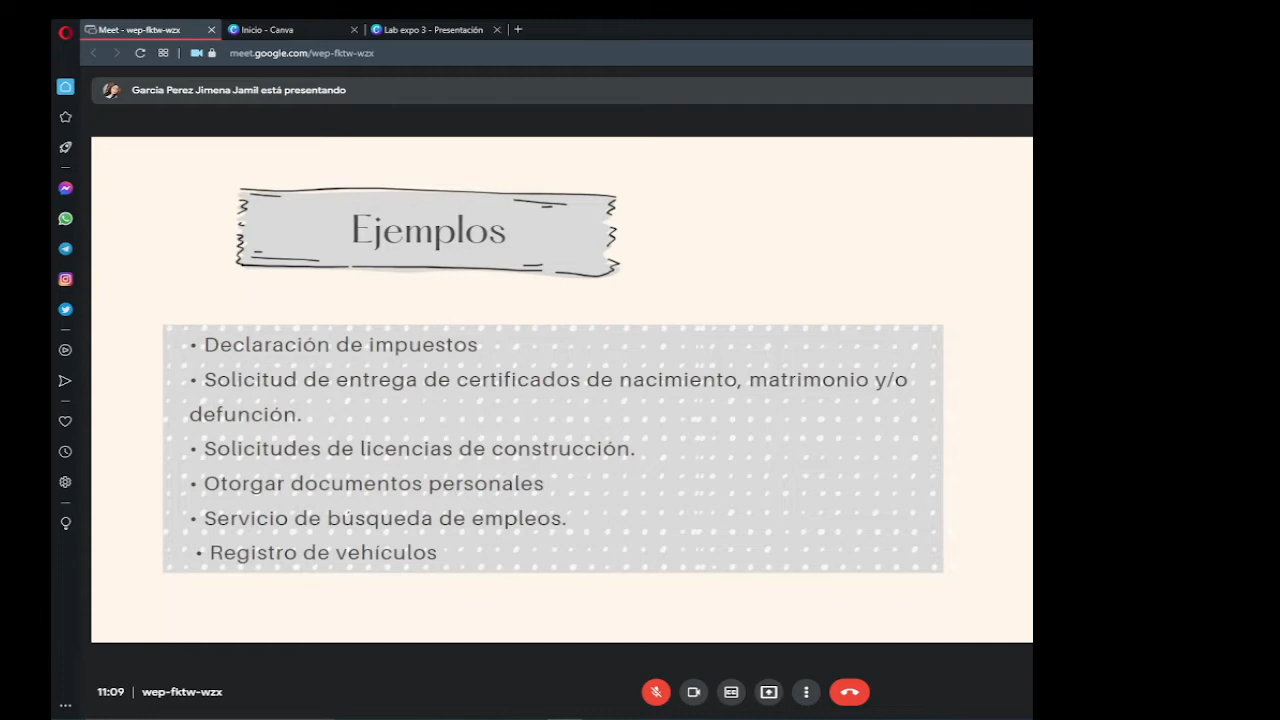 Meet - wep-fktw-wzx
Inicio - Canva
Lab expo 3 - Presentación
meet.google.com/wep-fktw-wzx
Garcia Perez Jimena Jamil está presentando
Ejemplos
• Declaración de impuestos
• Solicitud de entrega de certificados de nacimiento, matrimonio y/o
defunción.
• Solicitudes de licencias de construcción.
• Otorgar documentos personales
• Servicio de búsqueda de empleos.
• Registro de vehículos
11:09 | wep-fktw-wzx